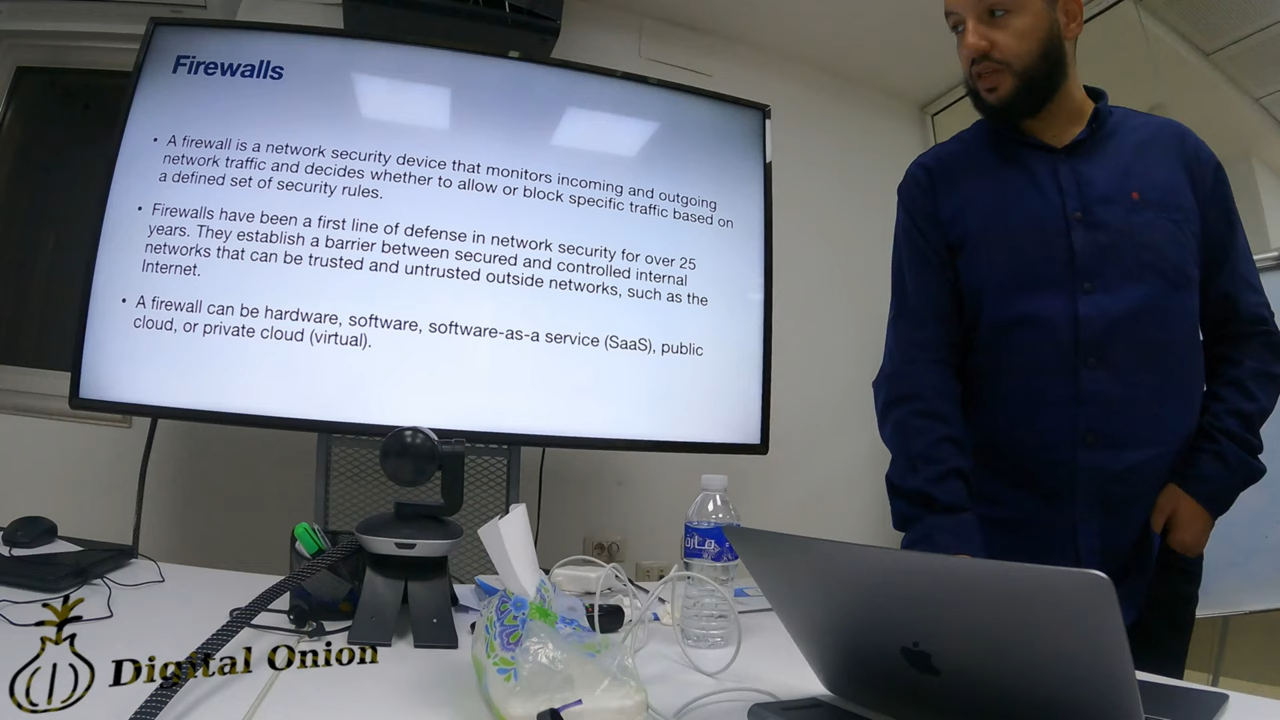 Firewalls
• A firewall is a network security device that monitors incoming and outgoing
network traffic and decides whether to allow or block specific traffic based on
a defined set of security rules.
• Firewalls have been a first line of defense in network security for over 25
years. They establish a barrier between secured and controlled internal
networks that can be trusted and untrusted outside networks, such as the
Internet.
• A firewall can be hardware, software, software-as-a service (SaaS), public
cloud, or private cloud (virtual).
Digital Onion